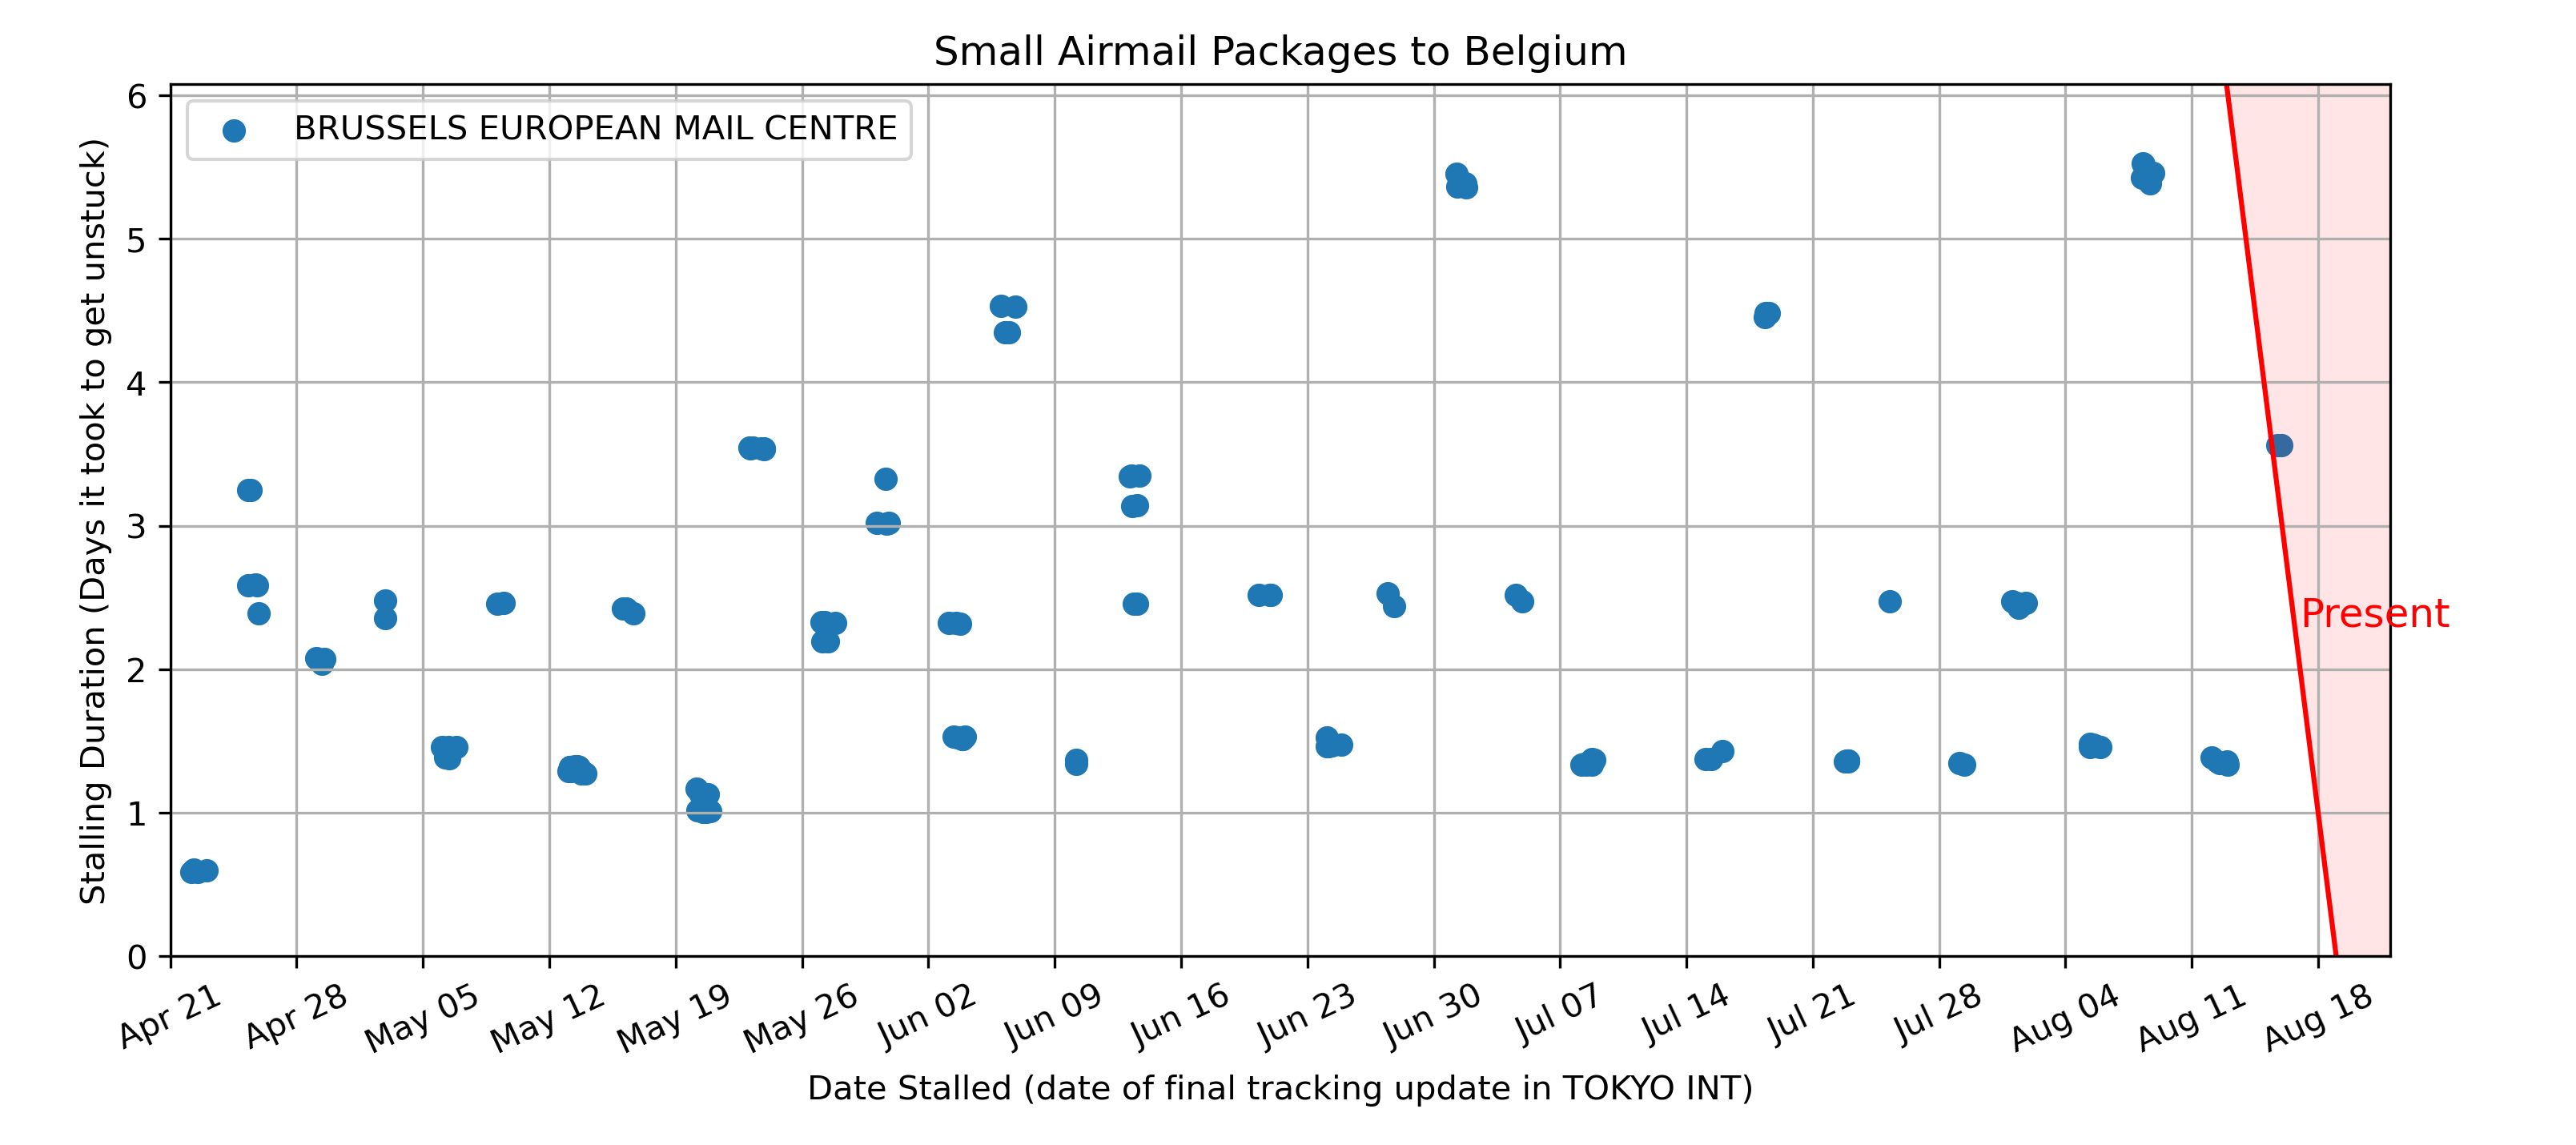 Small Airmail Packages to Belgium
BRUSSELS EUROPEAN MAIL CENTRE
Stalling Duration (Days it took to get unstuck)
6
5
4
3
2
1
0
Present
Apr 21
Apr 28
May 05
May 12
May 19
May 26
Jun 02
Jun 09
Jun 16
Jun 23
Jun 30
Jul 07
Jul 14
Jul 21
Jul 28
Aug 04
Aug 11
Aug 18
Date Stalled (date of final tracking update in TOKYO INT)